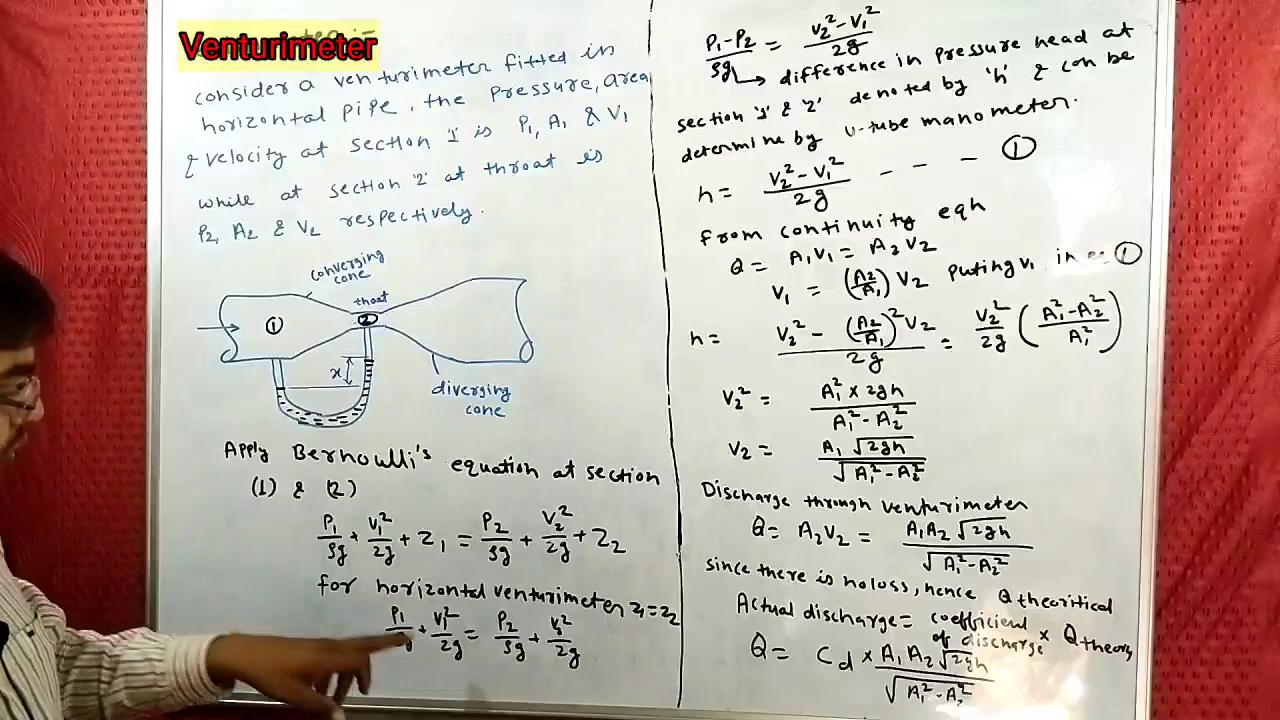 Venturimeter
consider a venturimeter fitted in
horizontal pipe, the pressure, area
& velocity at section '1' is P₁, A₁ & V₁
while at section '2' at throat is
P₂, A₂ & V₂ respectively.
converging
cone
thoat
①
②
x
diverging
cone
Apply Bernoulli's equation at section
(1) & (2)
P₁/ρg + V₁²/2g + Z₁ = P₂/ρg + V₂²/2g + Z₂
for horizontal venturimeter Z₁=Z₂
P₁/ρg + V₁²/2g = P₂/ρg + V₂²/2g
P₁-P₂/ρg = V₂²-V₁²/2g
→ difference in pressure head at
section '1' & '2' denoted by 'h' & can be
determine by U-tube manometer.
h = V₂²-V₁²/2g - - - ①
from continuity eqn
Q = A₁V₁ = A₂V₂
V₁ = (A₂/A₁) V₂ puting V₁ in ①
h = V₂² - (A₂/A₁)² V₂/2g = V₂²/2g (A₁²-A₂²/A₁²)
V₂² = A₁² x 2gh/A₁²-A₂²
V₂ = A₁ √2gh/√A₁²-A₂²
Discharge through venturimeter
Q = A₂V₂ = A₁A₂ √2gh/√A₁²-A₂²
since there is noloss, hence Q theoritical
Actual discharge = coefficient of discharge x Q theory
Q = Cd x A₁A₂√2gh/√A₁²-A₂²